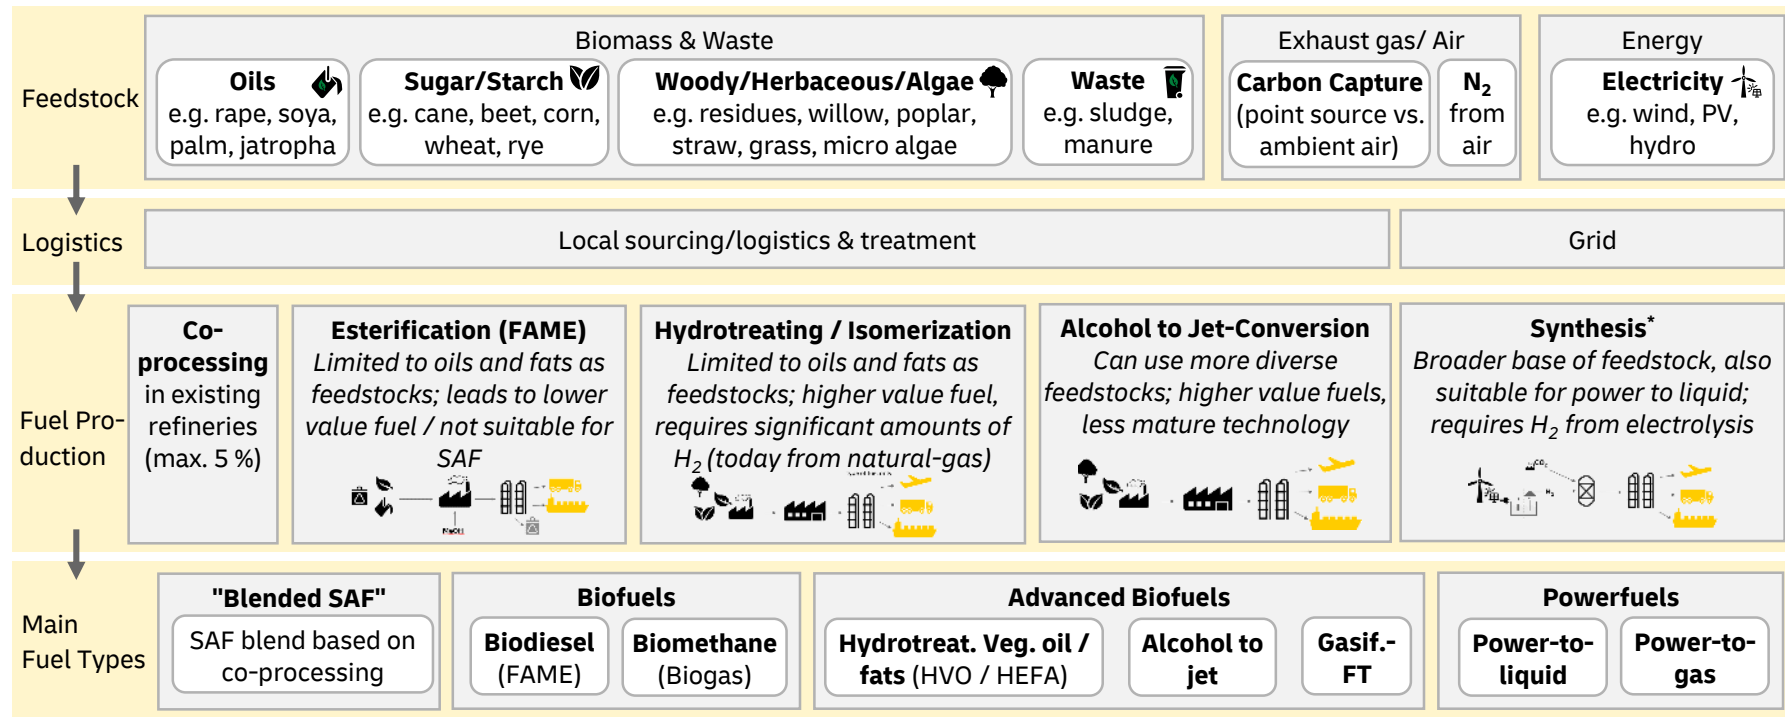 Feedstock
Biomass & Waste
Oils
e.g. rape, soya,
palm, jatropha
Sugar/Starch
e.g. cane, beet, corn,
wheat, rye
Woody/Herbaceous/Algae
e.g. residues, willow, poplar,
straw, grass, micro algae
Waste
e.g. sludge,
manure
Exhaust gas/ Air
Carbon Capture
(point source vs.
ambient air)
N₂
from
air
Energy
Electricity
e.g. wind, PV,
hydro
Logistics
Local sourcing/logistics & treatment
Grid
Fuel Pro-
duction
Co-
processing
in existing
refineries
(max. 5 %)
Esterification (FAME)
Limited to oils and fats as
feedstocks; leads to lower
value fuel / not suitable for
SAF
MeOH
Hydrotreating / Isomerization
Limited to oils and fats as
feedstocks; higher value fuel,
requires significant amounts of
H₂ (today from natural-gas)
Alcohol to Jet-Conversion
Can use more diverse
feedstocks; higher value fuels,
less mature technology
Synthesis*
Broader base of feedstock, also
suitable for power to liquid;
requires H₂ from electrolysis
CO₂
H₂
Main
Fuel Types
"Blended SAF"
SAF blend based on
co-processing
Biofuels
Biodiesel
(FAME)
Biomethane
(Biogas)
Advanced Biofuels
Hydrotreat. Veg. oil /
fats (HVO / HEFA)
Alcohol to
jet
Gasif.-
FT
Powerfuels
Power-to-
liquid
Power-to-
gas